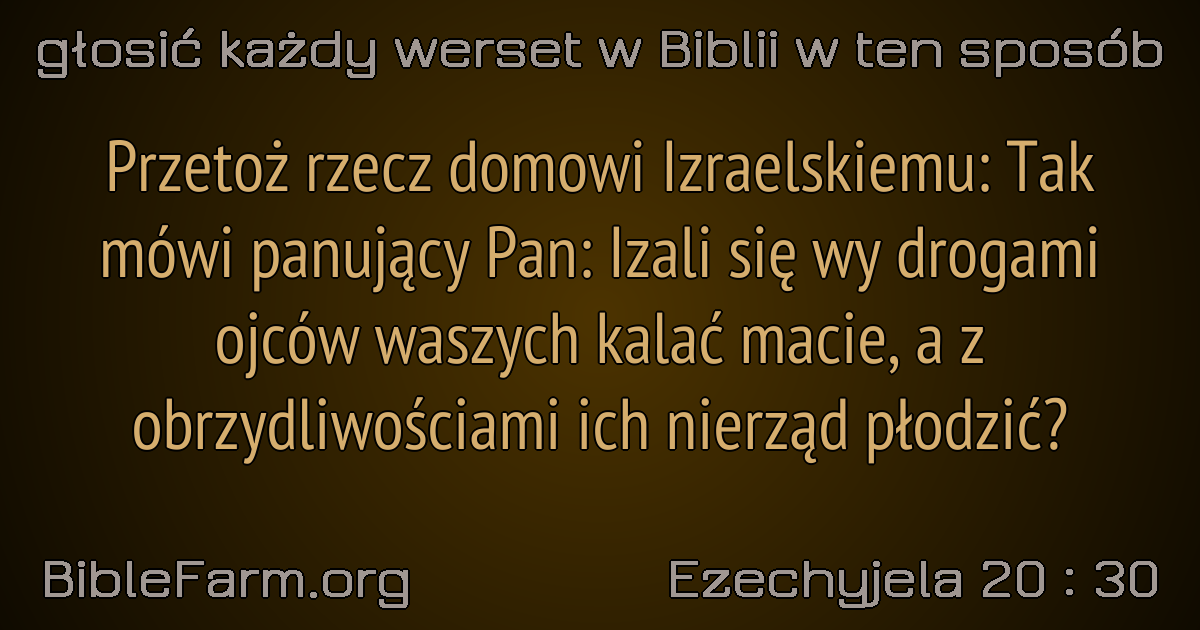 głosić każdy werset w Biblii w ten sposób
Przetoż rzecz domowi Izraelskiemu: Tak
mówi panujący Pan: Izali się wy drogami
ojców waszych kalać macie, a z
obrzydliwościami ich nierząd płodzić?
BibleFarm.org
Ezechyjela 20 : 30